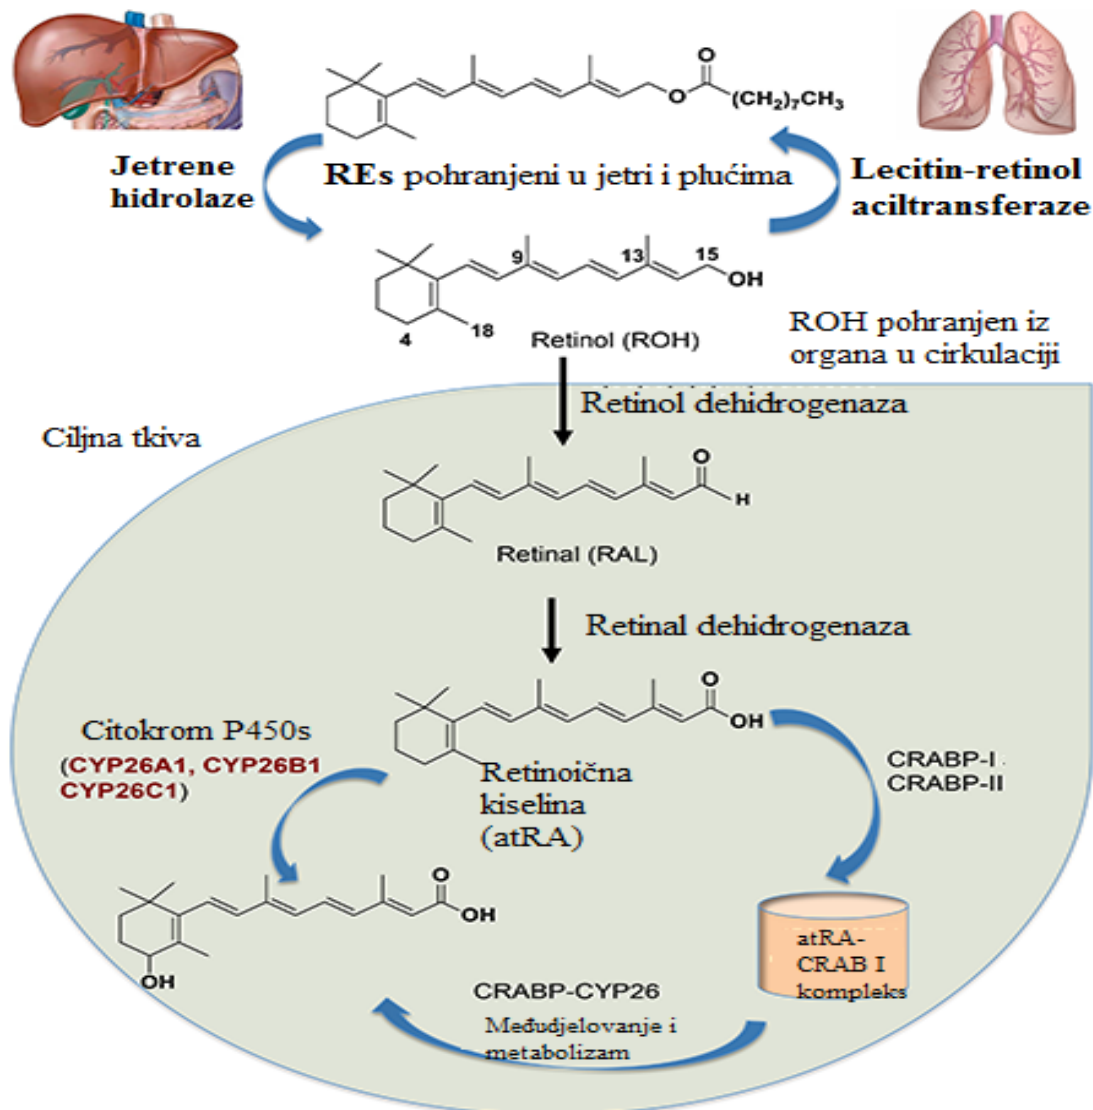 O
O
(CH₂)₇CH₃
Jetrene
hidrolaze
REs pohranjeni u jetri i plućima
Lecitin-retinol
aciltransferaze
9
13
15
OH
4
18
Retinol (ROH)
ROH pohranjen iz
organa u cirkulaciji
Retinol dehidrogenaza
Ciljna tkiva
O
H
Retinal (RAL)
Retinal dehidrogenaza
O
OH
Citokrom P450s
(CYP26A1, CYP26B1
CYP26C1)
Retinoična
kiselina
(atRA)
CRABP-I
CRABP-II
O
OH
OH
atRA-
CRAB I
kompleks
CRABP-CYP26
Međudjelovanje i
metabolizam